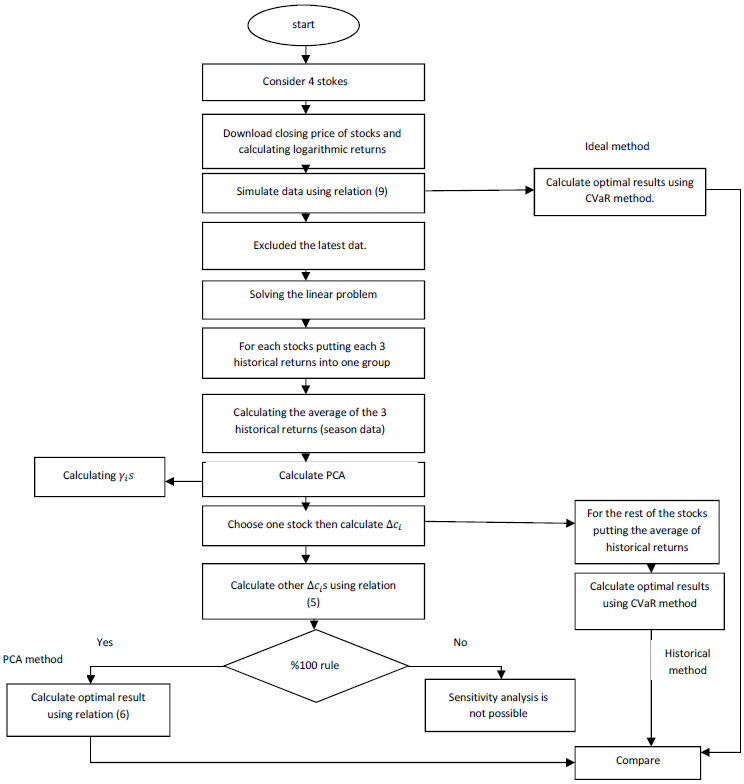 start
Consider 4 stokes
Download closing price of stocks and
calculating logarithmic returns
Ideal method
Simulate data using relation (9)
Calculate optimal results using
CVaR method.
Excluded the latest dat.
Solving the linear problem
For each stocks putting each 3
historical returns into one group
Calculating the average of the 3
historical returns (season data)
Calculating γᵢs
Calculate PCA
Choose one stock then calculate Δcᵢ
For the rest of the stocks
putting the average of
historical returns
Calculate other Δcᵢs using relation
(5)
Calculate optimal results
using CVaR method
Yes
No
PCA method
%100 rule
Historical
method
Calculate optimal result
using relation (6)
Sensitivity analysis is
not possible
Compare